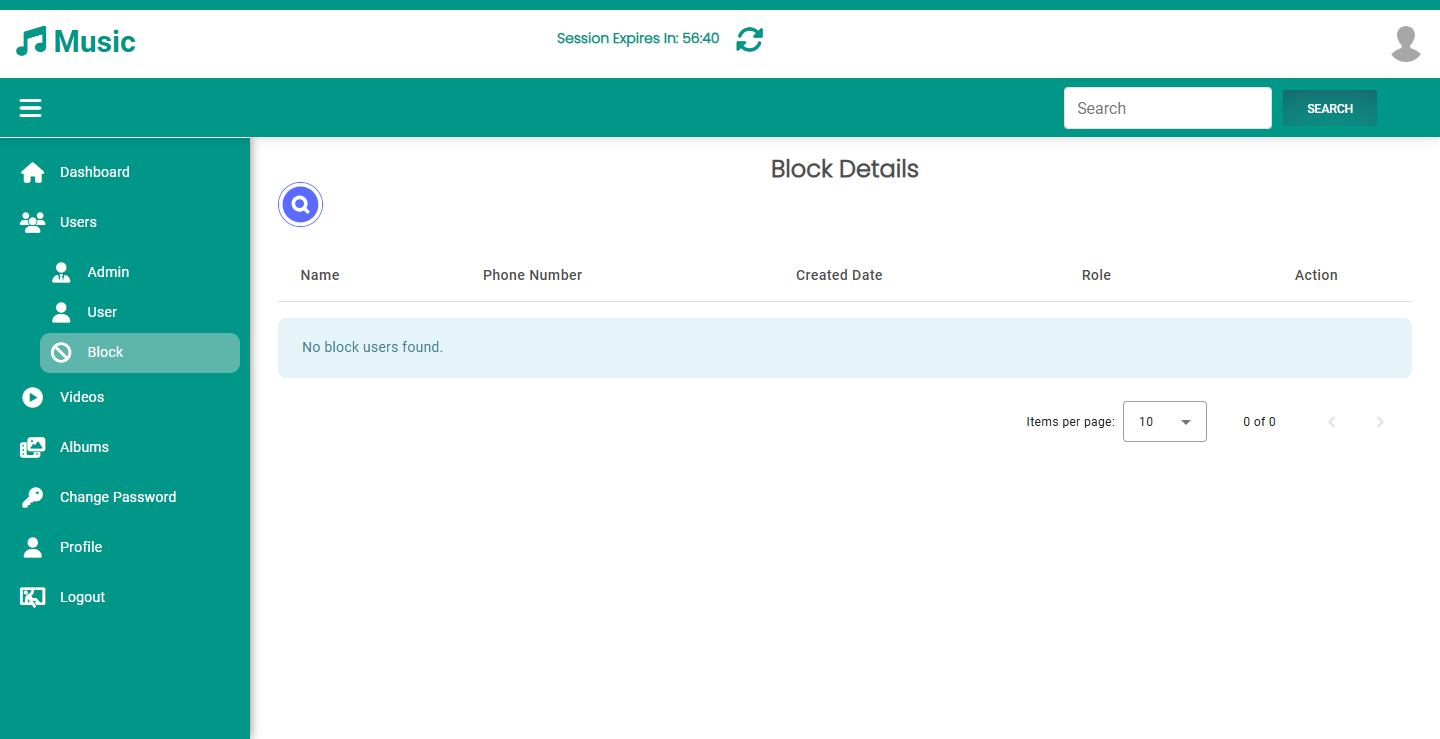 Music
Session Expires In: 56:40
Search
SEARCH
Dashboard
Users
Admin
User
Block
Videos
Albums
Change Password
Profile
Logout
Block Details
Name Phone Number Created Date Role Action
No block users found.
Items per page: 10 0 of 0